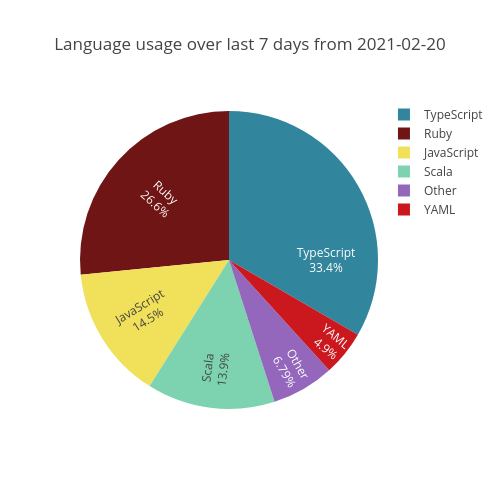 Language usage over last 7 days from 2021-02-20
TypeScript
Ruby
JavaScript
Scala
Other
YAML
TypeScript
33.4%
Ruby
26.6%
JavaScript
14.5%
Scala
13.9%
Other
6.79%
YAML
4.9%